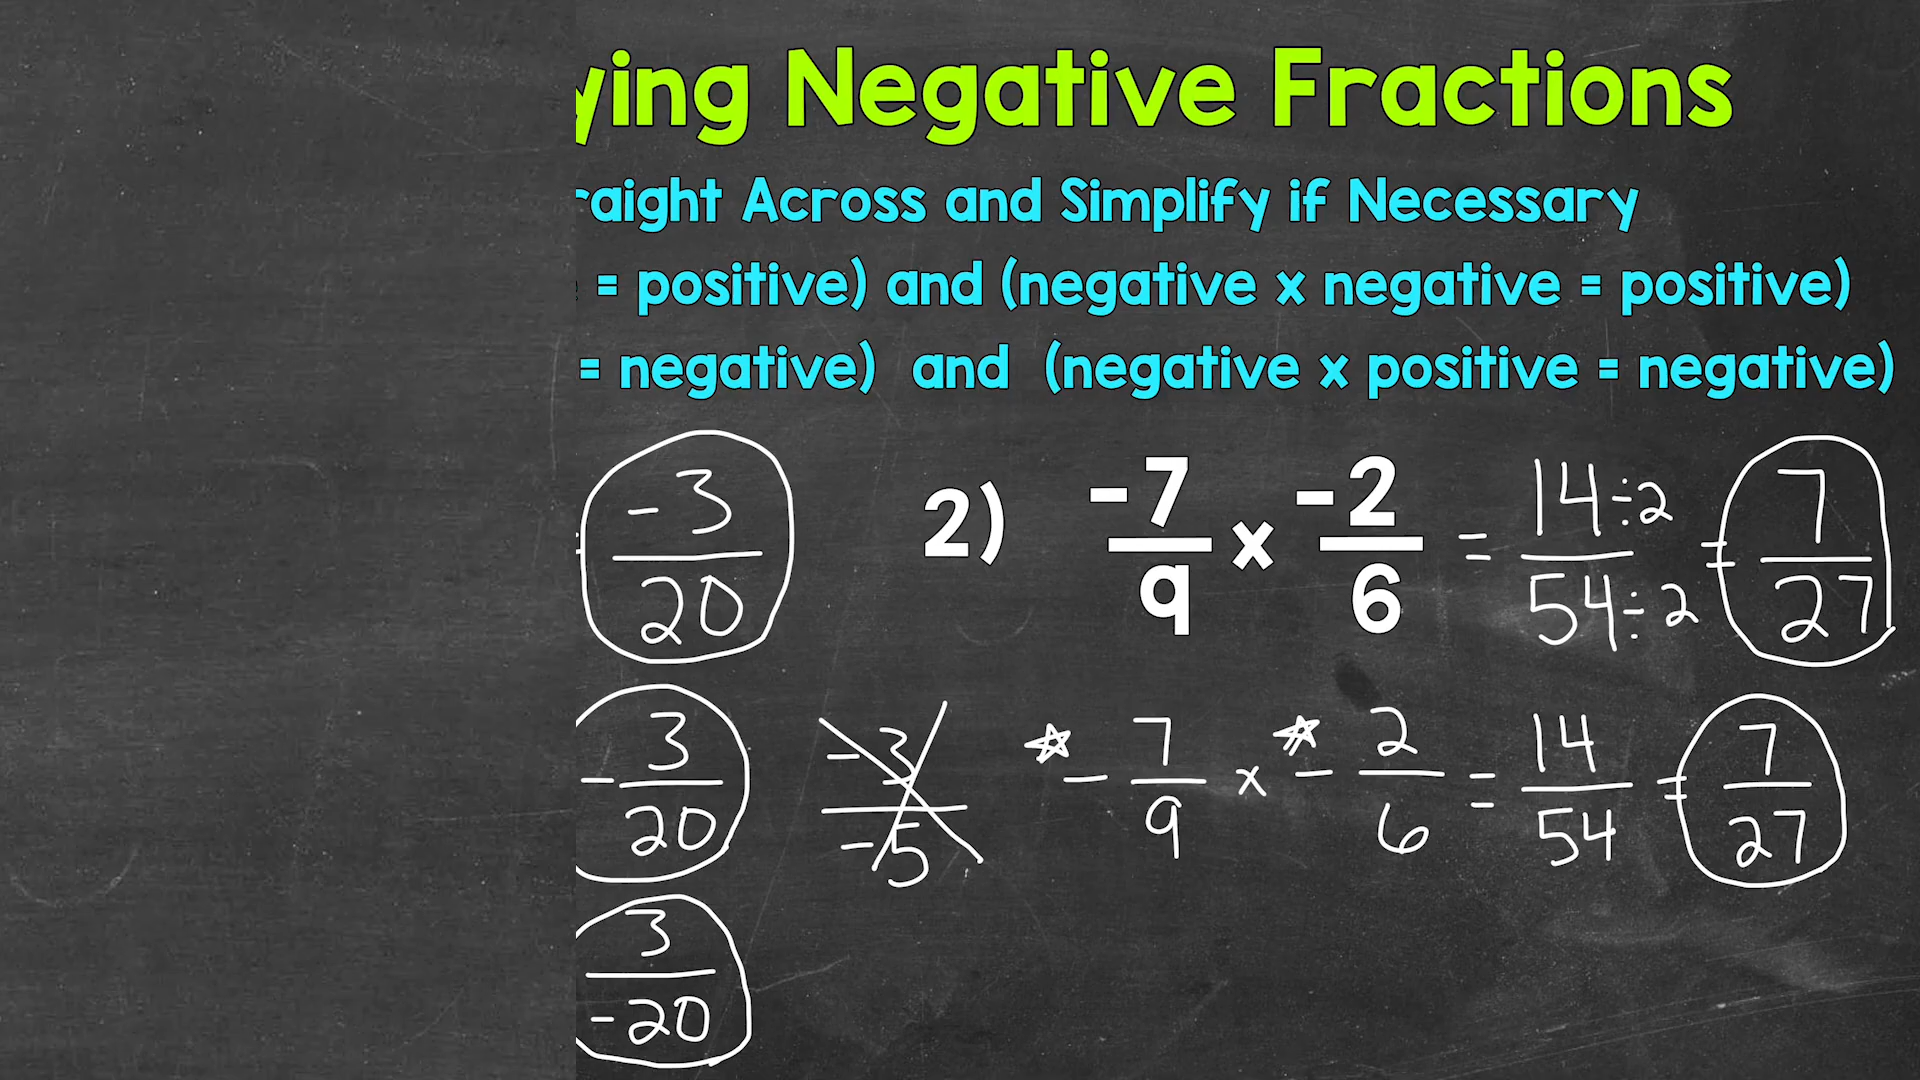 ying Negative Fractions
raight Across and Simplify if Necessary
= positive) and (negative x negative = positive)
= negative) and (negative x positive = negative)
-3/20
2) -7/9 x -2/6 = 14÷2/54÷2 = 7/27
-3/20
-3/-5
- 7/9 x - 2/6 = 14/54 = 7/27
3/-20